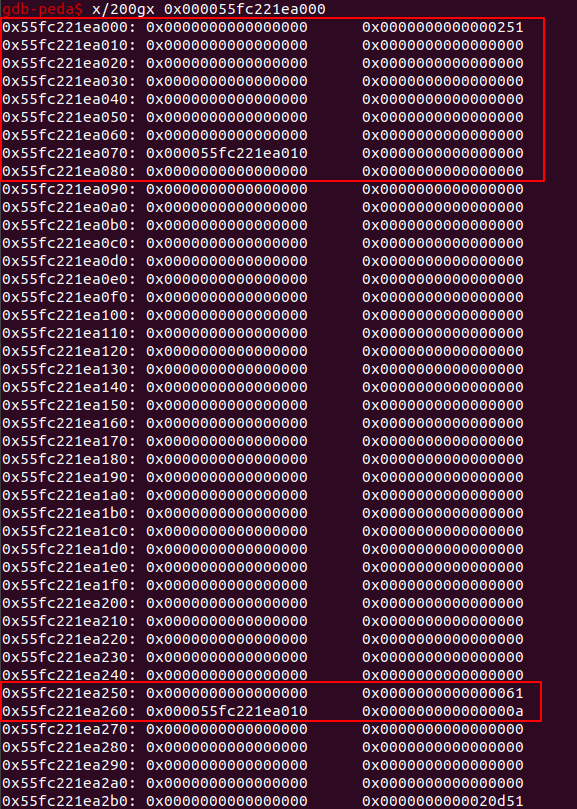 gdb-peda$ x/200gx 0x000055fc221ea000
0x55fc221ea000: 0x0000000000000000 0x0000000000000251
0x55fc221ea010: 0x0000000000000000 0x0000000000000000
0x55fc221ea020: 0x0000000000000000 0x0000000000000000
0x55fc221ea030: 0x0000000000000000 0x0000000000000000
0x55fc221ea040: 0x0000000000000000 0x0000000000000000
0x55fc221ea050: 0x0000000000000000 0x0000000000000000
0x55fc221ea060: 0x0000000000000000 0x0000000000000000
0x55fc221ea070: 0x000055fc221ea010 0x0000000000000000
0x55fc221ea080: 0x0000000000000000 0x0000000000000000
0x55fc221ea090: 0x0000000000000000 0x0000000000000000
0x55fc221ea0a0: 0x0000000000000000 0x0000000000000000
0x55fc221ea0b0: 0x0000000000000000 0x0000000000000000
0x55fc221ea0c0: 0x0000000000000000 0x0000000000000000
0x55fc221ea0d0: 0x0000000000000000 0x0000000000000000
0x55fc221ea0e0: 0x0000000000000000 0x0000000000000000
0x55fc221ea0f0: 0x0000000000000000 0x0000000000000000
0x55fc221ea100: 0x0000000000000000 0x0000000000000000
0x55fc221ea110: 0x0000000000000000 0x0000000000000000
0x55fc221ea120: 0x0000000000000000 0x0000000000000000
0x55fc221ea130: 0x0000000000000000 0x0000000000000000
0x55fc221ea140: 0x0000000000000000 0x0000000000000000
0x55fc221ea150: 0x0000000000000000 0x0000000000000000
0x55fc221ea160: 0x0000000000000000 0x0000000000000000
0x55fc221ea170: 0x0000000000000000 0x0000000000000000
0x55fc221ea180: 0x0000000000000000 0x0000000000000000
0x55fc221ea190: 0x0000000000000000 0x0000000000000000
0x55fc221ea1a0: 0x0000000000000000 0x0000000000000000
0x55fc221ea1b0: 0x0000000000000000 0x0000000000000000
0x55fc221ea1c0: 0x0000000000000000 0x0000000000000000
0x55fc221ea1d0: 0x0000000000000000 0x0000000000000000
0x55fc221ea1e0: 0x0000000000000000 0x0000000000000000
0x55fc221ea1f0: 0x0000000000000000 0x0000000000000000
0x55fc221ea200: 0x0000000000000000 0x0000000000000000
0x55fc221ea210: 0x0000000000000000 0x0000000000000000
0x55fc221ea220: 0x0000000000000000 0x0000000000000000
0x55fc221ea230: 0x0000000000000000 0x0000000000000000
0x55fc221ea240: 0x0000000000000000 0x0000000000000000
0x55fc221ea250: 0x0000000000000000 0x0000000000000061
0x55fc221ea260: 0x000055fc221ea010 0x000000000000000a
0x55fc221ea270: 0x0000000000000000 0x0000000000000000
0x55fc221ea280: 0x0000000000000000 0x0000000000000000
0x55fc221ea290: 0x0000000000000000 0x0000000000000000
0x55fc221ea2a0: 0x0000000000000000 0x0000000000000000
0x55fc221ea2b0: 0x0000000000000000 0x0000000000020d51